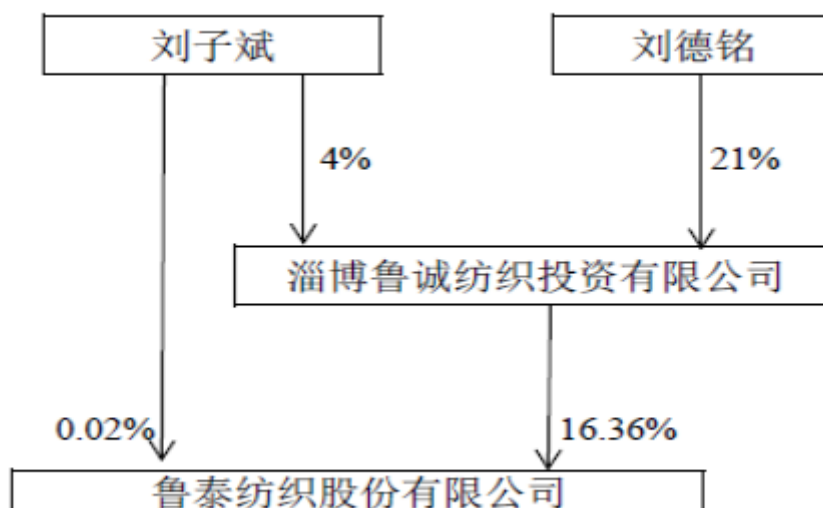 刘子斌
刘德铭
4%
21%
淄博鲁诚纺织投资有限公司
0.02%
16.36%
鲁泰纺织股份有限公司